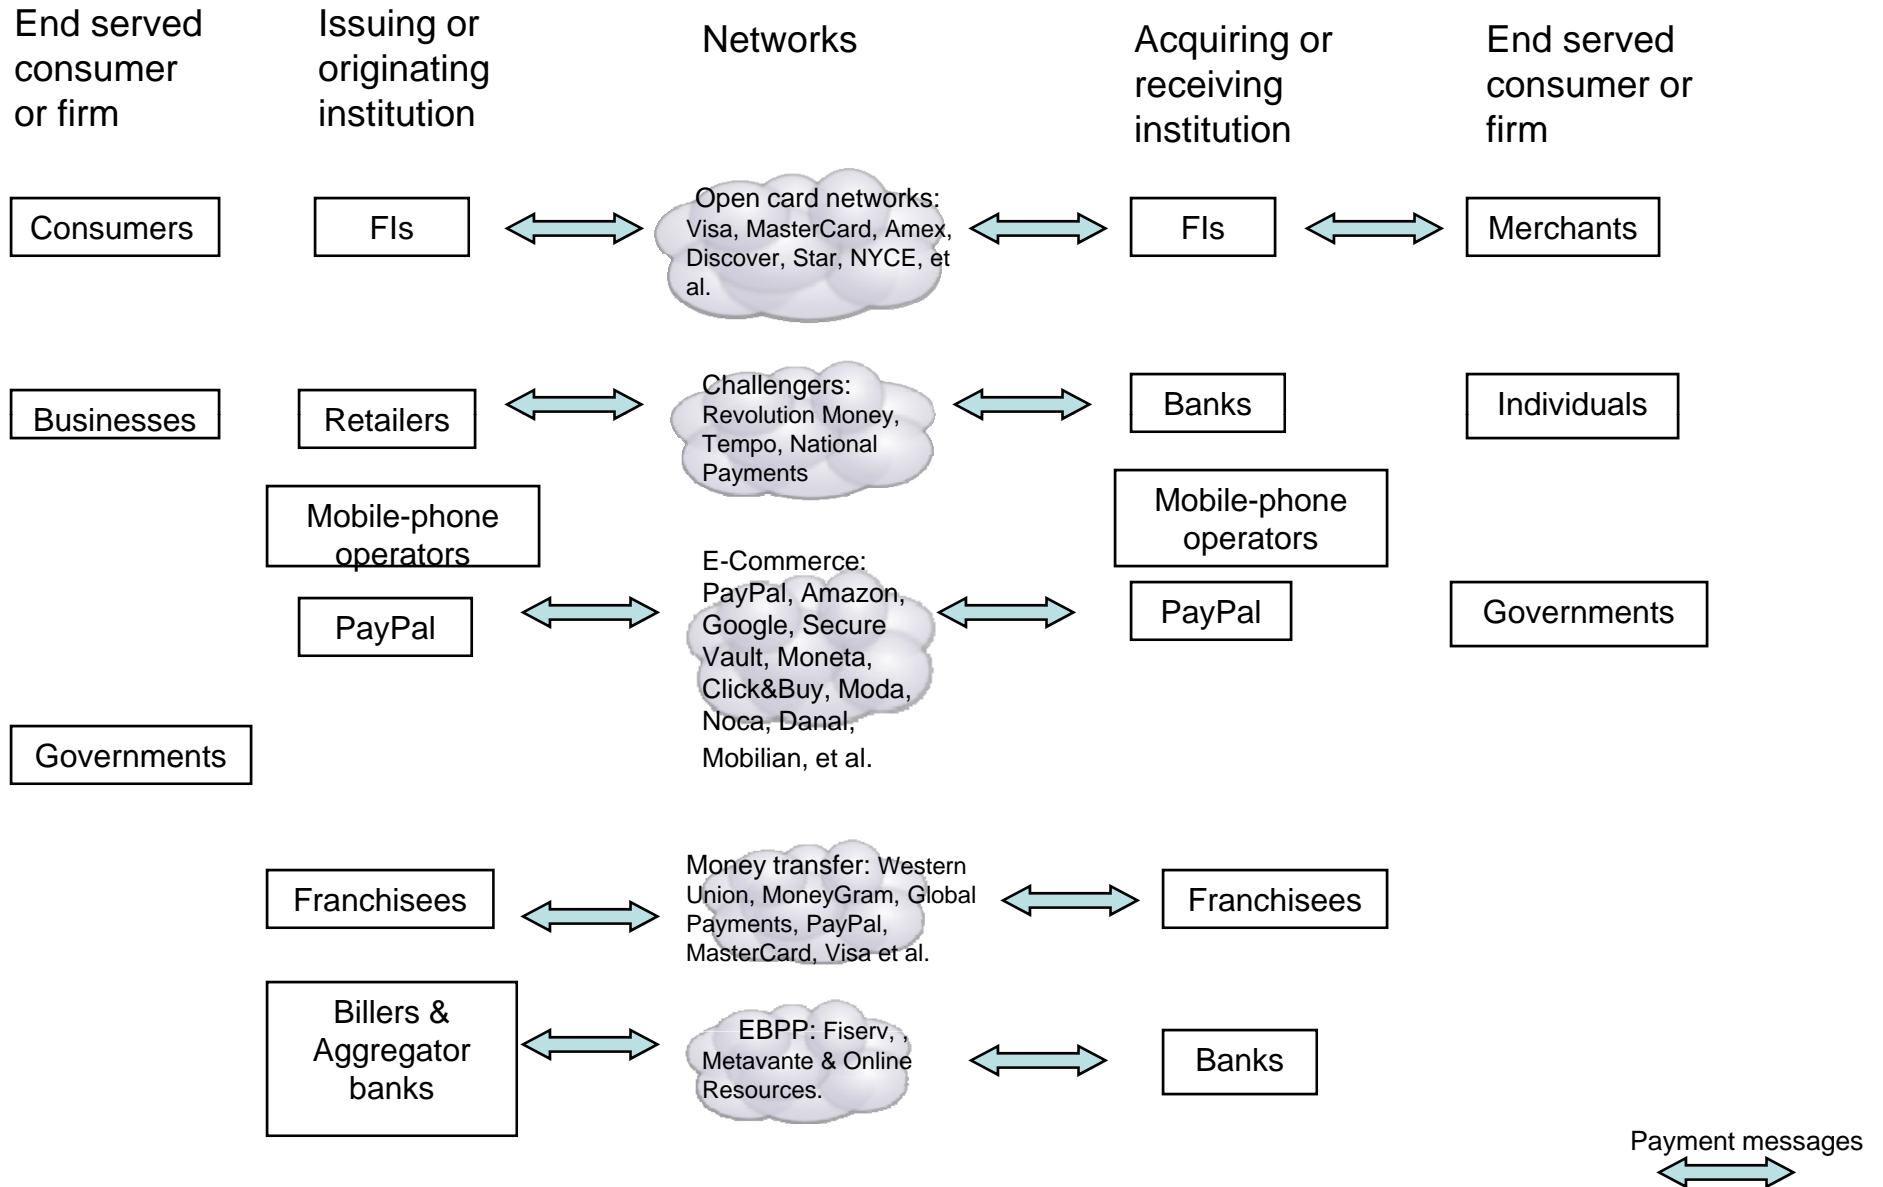 End served
consumer
or firm
Issuing or
originating
institution
Networks
Acquiring or
receiving
institution
End served
consumer or
firm
Consumers
FIs
Open card networks:
Visa, MasterCard, Amex,
Discover, Star, NYCE, et
al.
FIs
Merchants
Businesses
Retailers
Challengers:
Revolution Money,
Tempo, National
Payments
Banks
Individuals
Mobile-phone
operators
Mobile-phone
operators
PayPal
E-Commerce:
PayPal, Amazon,
Google, Secure
Vault, Moneta,
Click&Buy, Moda,
Noca, Danal,
Mobilian, et al.
PayPal
Governments
Governments
Franchisees
Money transfer: Western
Union, MoneyGram, Global
Payments, PayPal,
MasterCard, Visa et al.
Franchisees
Billers &
Aggregator
banks
EBPP: Fiserv, ,
Metavante & Online
Resources.
Banks
Payment messages